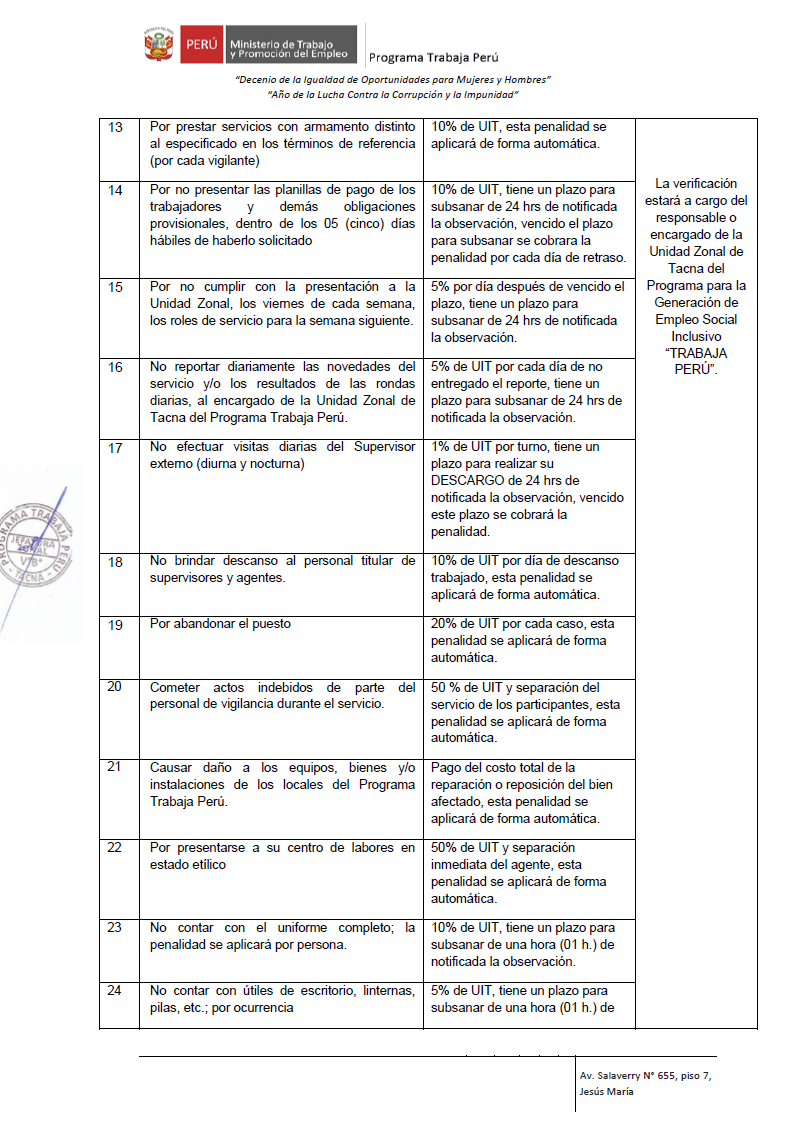 PERÚ
Ministerio de Trabajo
y Promoción del Empleo
Programa Trabaja Perú
“Decenio de la Igualdad de Oportunidades para Mujeres y Hombres”
“Año de la Lucha Contra la Corrupción y la Impunidad”
13
Por prestar servicios con armamento distinto
al especificado en los términos de referencia
(por cada vigilante)
10% de UIT, esta penalidad se
aplicará de forma automática.
La verificación
estará a cargo del
responsable o
encargado de la
Unidad Zonal de
Tacna del
Programa para la
Generación de
Empleo Social
Inclusivo
“TRABAJA
PERÚ”.
14
Por no presentar las planillas de pago de los
trabajadores y demás obligaciones
provisionales, dentro de los 05 (cinco) días
hábiles de haberlo solicitado
10% de UIT, tiene un plazo para
subsanar de 24 hrs de notificada
la observación, vencido el plazo
para subsanar se cobrara la
penalidad por cada día de retraso.
15
Por no cumplir con la presentación a la
Unidad Zonal, los viernes de cada semana,
los roles de servicio para la semana siguiente.
5% por día después de vencido el
plazo, tiene un plazo para
subsanar de 24 hrs de notificada
la observación.
16
No reportar diariamente las novedades del
servicio y/o los resultados de las rondas
diarias, al encargado de la Unidad Zonal de
Tacna del Programa Trabaja Perú.
5% de UIT por cada día de no
entregado el reporte, tiene un
plazo para subsanar de 24 hrs de
notificada la observación.
17
No efectuar visitas diarias del Supervisor
externo (diurna y nocturna)
1% de UIT por turno, tiene un
plazo para realizar su
DESCARGO de 24 hrs de
notificada la observación, vencido
este plazo se cobrará la
penalidad.
18
No brindar descanso al personal titular de
supervisores y agentes.
10% de UIT por día de descanso
trabajado, esta penalidad se
aplicará de forma automática.
19
Por abandonar el puesto
20% de UIT por cada caso, esta
penalidad se aplicará de forma
automática.
20
Cometer actos indebidos de parte del
personal de vigilancia durante el servicio.
50 % de UIT y separación del
servicio de los participantes, esta
penalidad se aplicará de forma
automática.
21
Causar daño a los equipos, bienes y/o
instalaciones de los locales del Programa
Trabaja Perú.
Pago del costo total de la
reparación o reposición del bien
afectado, esta penalidad se
aplicará de forma automática.
22
Por presentarse a su centro de labores en
estado etílico
50% de UIT y separación
inmediata del agente, esta
penalidad se aplicará de forma
automática.
23
No contar con el uniforme completo; la
penalidad se aplicará por persona.
10% de UIT, tiene un plazo para
subsanar de una hora (01 h.) de
notificada la observación.
24
No contar con útiles de escritorio, linternas,
pilas, etc.; por ocurrencia
5% de UIT, tiene un plazo para
subsanar de una hora (01 h.) de
PROGRAMA TRABAJA PERÚ
V°B°
- TACNA -
Av. Salaverry N° 655, piso 7,
Jesús María